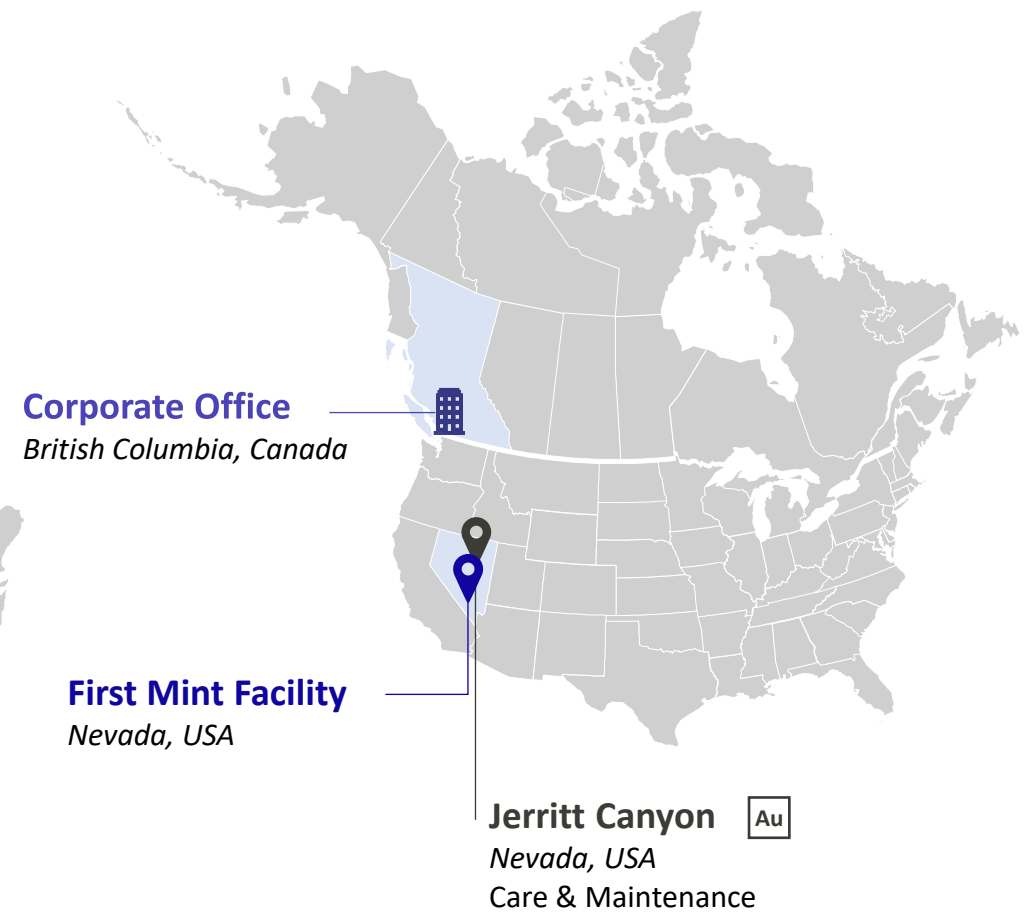 Corporate Office
British Columbia, Canada
First Mint Facility
Nevada, USA
Jerritt Canyon Au
Nevada, USA
Care & Maintenance